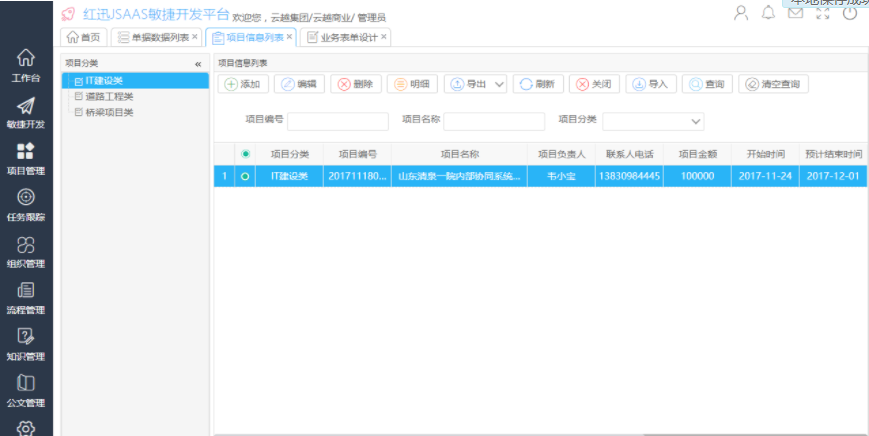 红迅JSAAS敏捷开发平台 欢迎您，云越集团/云越商业/ 管理员
首页 单据数据列表 × 项目信息列表 × 业务表单设计 ×
工作台
敏捷开发
项目管理
任务跟踪
组织管理
流程管理
知识管理
公文管理
项目分类 «
IT建设类
道路工程类
桥梁项目类
项目信息列表
添加 编辑 删除 明细 导出 刷新 关闭 导入 查询 清空查询
项目编号 项目名称 项目分类
项目分类 项目编号 项目名称 项目负责人 联系人电话 项目金额 开始时间 预计结束时间
1 IT建设类 201711180... 山东清泉一院内部协同系统... 韦小宝 13830984445 100000 2017-11-24 2017-12-01